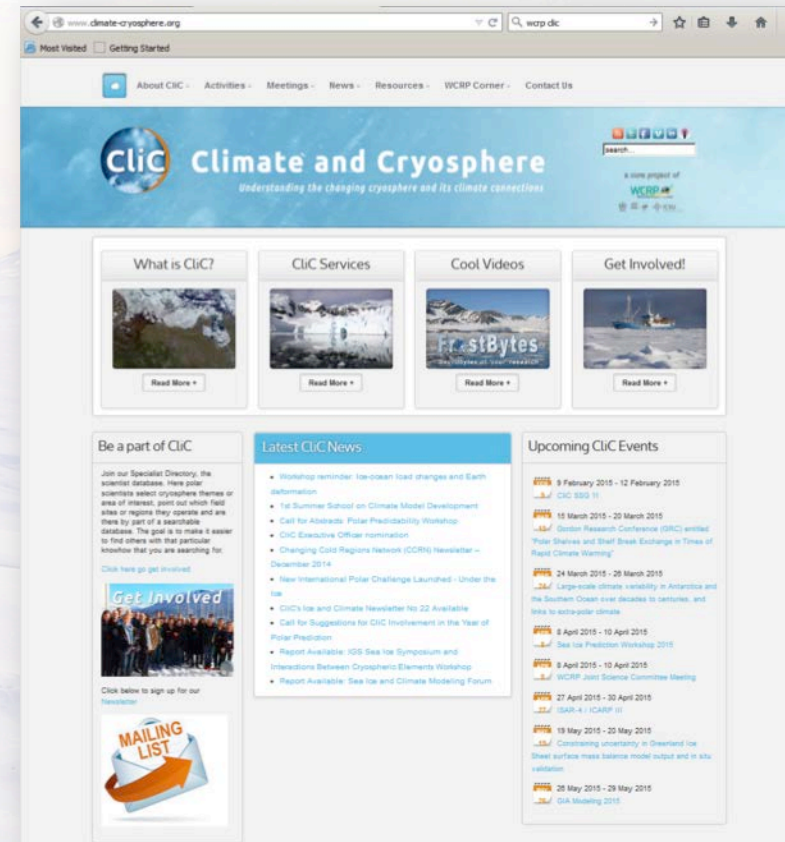 www.climate-cryosphere.org
wcrp clic
Most Visited Getting Started
About CliC Activities Meetings News Resources WCRP Corner Contact Us
CliC Climate and Cryosphere
Understanding the changing cryosphere and its climate connections
search...
a core project of
WCRP
What is CliC?
CliC Services
Cool Videos
Get Involved!
FrostBytes
Read More +
Read More +
Read More +
Read More +
Be a part of CliC
Join our Specialist Directory, the
scientist database. Here polar
scientists select cryosphere themes or
area of interest, point out which field
sites or regions they operate and are
there by part of a searchable
database. The goal is to make it easier
to find others with that particular
knowhow that you are searching for.
Click here go get involved
Get Involved
Click below to sign up for our
Newsletter
MAILING
LIST
Latest CliC News
Workshop reminder: Ice-ocean load changes and Earth
deformation
1st Summer School on Climate Model Development
Call for Abstracts: Polar Predictability Workshop
CliC Executive Officer nomination
Changing Cold Regions Network (CCRN) Newsletter –
December 2014
New International Polar Challenge Launched - Under the
Ice
CliC's Ice and Climate Newsletter No 22 Available
Call for Suggestions for CliC Involvement in the Year of
Polar Prediction
Report Available: IGS Sea Ice Symposium and
Interactions Between Cryospheric Elements Workshop
Report Available: Sea Ice and Climate Modeling Forum
Upcoming CliC Events
9 February 2015 - 12 February 2015
CliC SSG 11
15 March 2015 - 20 March 2015
Gordon Research Conference (GRC) entitled
"Polar Shelves and Shelf Break Exchange in Times of
Rapid Climate Warming"
24 March 2015 - 26 March 2015
Large-scale climate variability in Antarctica and
the Southern Ocean over decades to centuries, and
links to extra-polar climate
8 April 2015 - 10 April 2015
Sea Ice Prediction Workshop 2015
8 April 2015 - 10 April 2015
WCRP Joint Science Committee Meeting
27 April 2015 - 30 April 2015
ISAR-4 / ICARP III
19 May 2015 - 20 May 2015
Constraining uncertainty in Greenland Ice
Sheet surface mass balance model output and in situ
validation
26 May 2015 - 29 May 2015
GIA Modeling 2015